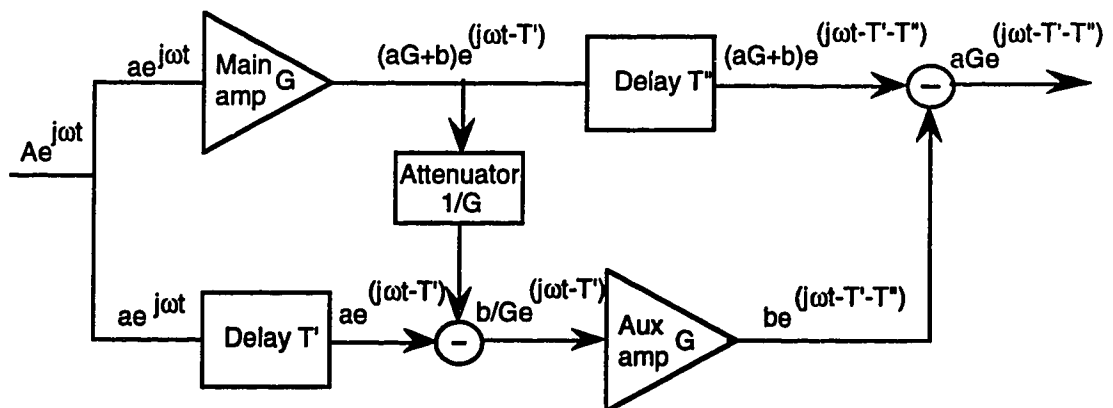 ae^{jωt}
Main
amp G
(aG+b)e^{(jωt-T')}
Delay T"
(aG+b)e^{(jωt-T'-T")}
−
aGe^{(jωt-T'-T")}
Ae^{jωt}
Attenuator
1/G
ae^{jωt}
Delay T'
ae^{(jωt-T')}
−
b/Ge^{(jωt-T')}
Aux
amp G
be^{(jωt-T'-T")}